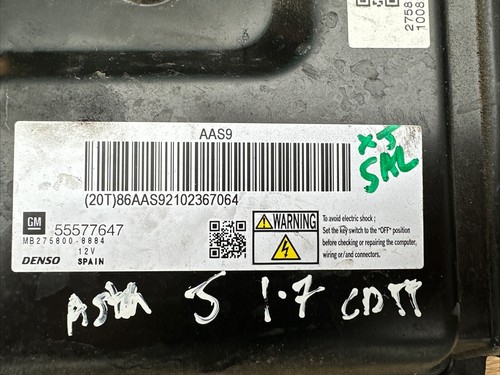 2758
1008
AAS9
(20T)86AAS92102367064
XJ
SAL
GM 55577647
MB275800-8884
12V
DENSO SPAIN
WARNING
To avoid electric shock ;
Set the key switch to the "OFF" position
before checking or repairing the computer,
wiring or/and connectors.
Astra J 1.7 CDTI